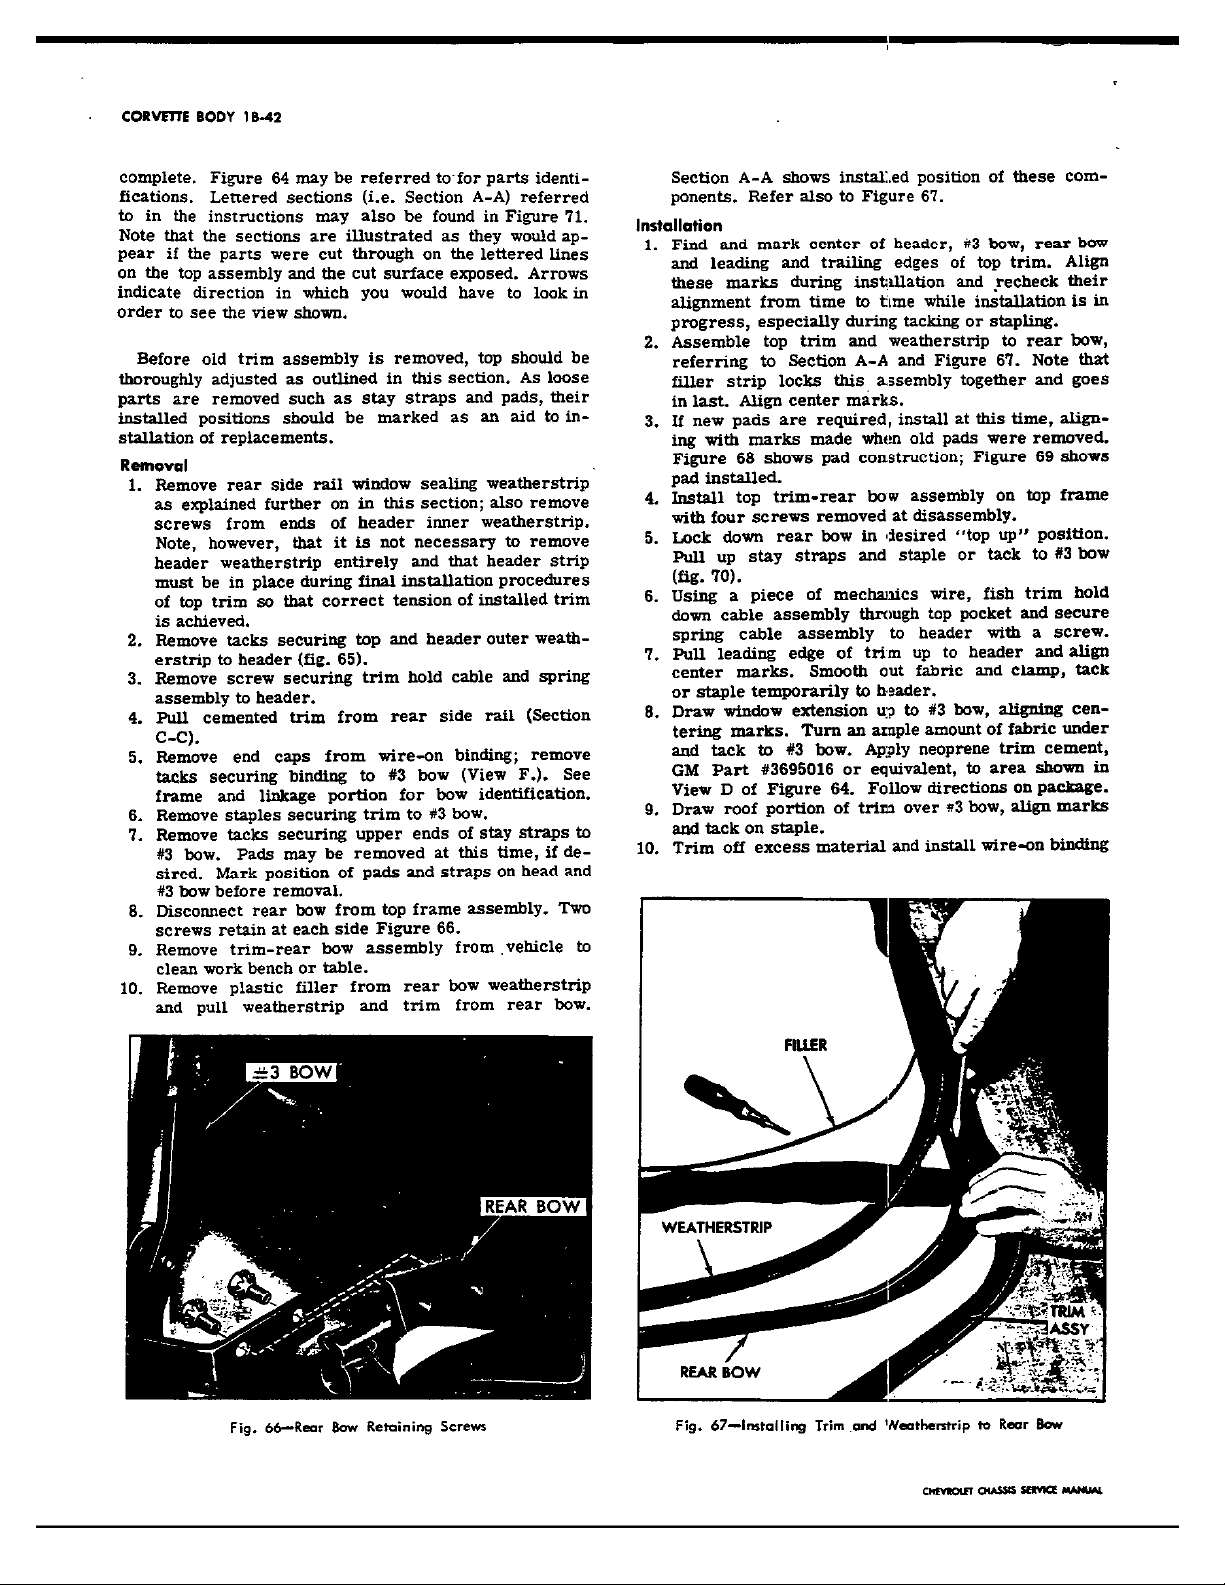 CORVETTE BODY 1B-42
complete. Figure 64 may be referred to for parts identi-
fications. Lettered sections (i.e. Section A-A) referred
to in the instructions may also be found in Figure 71.
Note that the sections are illustrated as they would ap-
pear if the parts were cut through on the lettered lines
on the top assembly and the cut surface exposed. Arrows
indicate direction in which you would have to look in
order to see the view shown.
Before old trim assembly is removed, top should be
thoroughly adjusted as outlined in this section. As loose
parts are removed such as stay straps and pads, their
installed positions should be marked as an aid to in-
stallation of replacements.
Removal
1. Remove rear side rail window sealing weatherstrip
as explained further on in this section; also remove
screws from ends of header inner weatherstrip.
Note, however, that it is not necessary to remove
header weatherstrip entirely and that header strip
must be in place during final installation procedures
of top trim so that correct tension of installed trim
is achieved.
2. Remove tacks securing top and header outer weath-
erstrip to header (fig. 65).
3. Remove screw securing trim hold cable and spring
assembly to header.
4. Pull cemented trim from rear side rail (Section
C-C).
5. Remove end caps from wire-on binding; remove
tacks securing binding to #3 bow (View F.). See
frame and linkage portion for bow identification.
6. Remove staples securing trim to #3 bow.
7. Remove tacks securing upper ends of stay straps to
#3 bow. Pads may be removed at this time, if de-
sired. Mark position of pads and straps on head and
#3 bow before removal.
8. Disconnect rear bow from top frame assembly. Two
screws retain at each side Figure 66.
9. Remove trim-rear bow assembly from vehicle to
clean work bench or table.
10. Remove plastic filler from rear bow weatherstrip
and pull weatherstrip and trim from rear bow.
#3 BOW
REAR BOW
Fig. 66—Rear Bow Retaining Screws
Section A-A shows installed position of these com-
ponents. Refer also to Figure 67.
Installation
1. Find and mark center of header, #3 bow, rear bow
and leading and trailing edges of top trim. Align
these marks during installation and recheck their
alignment from time to time while installation is in
progress, especially during tacking or stapling.
2. Assemble top trim and weatherstrip to rear bow,
referring to Section A-A and Figure 67. Note that
filler strip locks this assembly together and goes
in last. Align center marks.
3. If new pads are required, install at this time, align-
ing with marks made when old pads were removed.
Figure 68 shows pad construction; Figure 69 shows
pad installed.
4. Install top trim-rear bow assembly on top frame
with four screws removed at disassembly.
5. Lock down rear bow in desired "top up" position.
Pull up stay straps and staple or tack to #3 bow
(fig. 70).
6. Using a piece of mechanics wire, fish trim hold
down cable assembly through top pocket and secure
spring cable assembly to header with a screw.
7. Pull leading edge of trim up to header and align
center marks. Smooth out fabric and clamp, tack
or staple temporarily to header.
8. Draw window extension up to #3 bow, aligning cen-
tering marks. Turn an ample amount of fabric under
and tack to #3 bow. Apply neoprene trim cement,
GM Part #3695016 or equivalent, to area shown in
View D of Figure 64. Follow directions on package.
9. Draw roof portion of trim over #3 bow, align marks
and tack on staple.
10. Trim off excess material and install wire-on binding
FILLER
WEATHERSTRIP
TRIM
ASSY
REAR BOW
Fig. 67—Installing Trim and Weatherstrip to Rear Bow
CHEVROLET CHASSIS SERVICE MANUAL